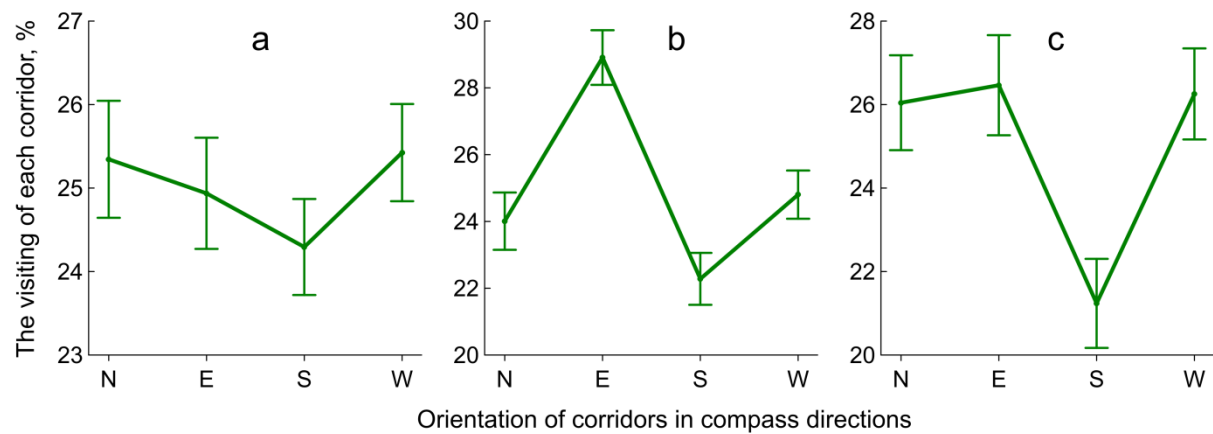 The visiting of each corridor, %
a
27
26
25
24
23
N E S W
b
30
28
26
24
22
20
N E S W
c
28
26
24
22
20
N E S W
Orientation of corridors in compass directions